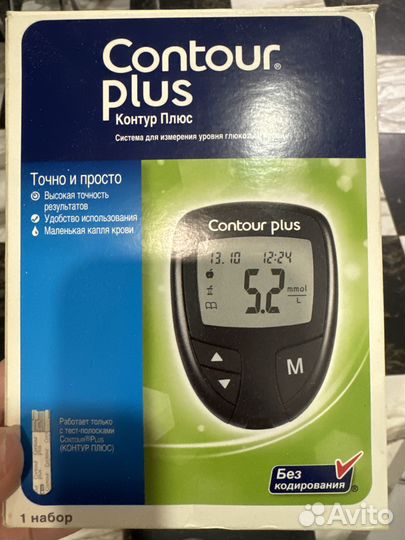 Contour®
plus
Контур Плюс
Система для измерения уровня
Точно и просто
Высокая точность
результатов
Удобство использования
Маленькая капля крови
Contour plus
13.10 12:24
5.2 mmol
L
M
Contour
Работает только
с тест-полосками
CONTOUR® PLUS
(КОНТУР ПЛЮС)
Без
кодирования®
1 набор
Avito